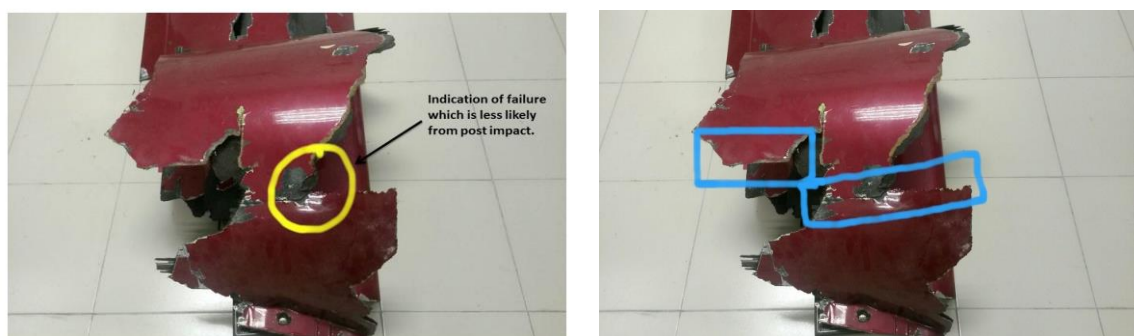 Indication of failure
which is less likely
from post impact.